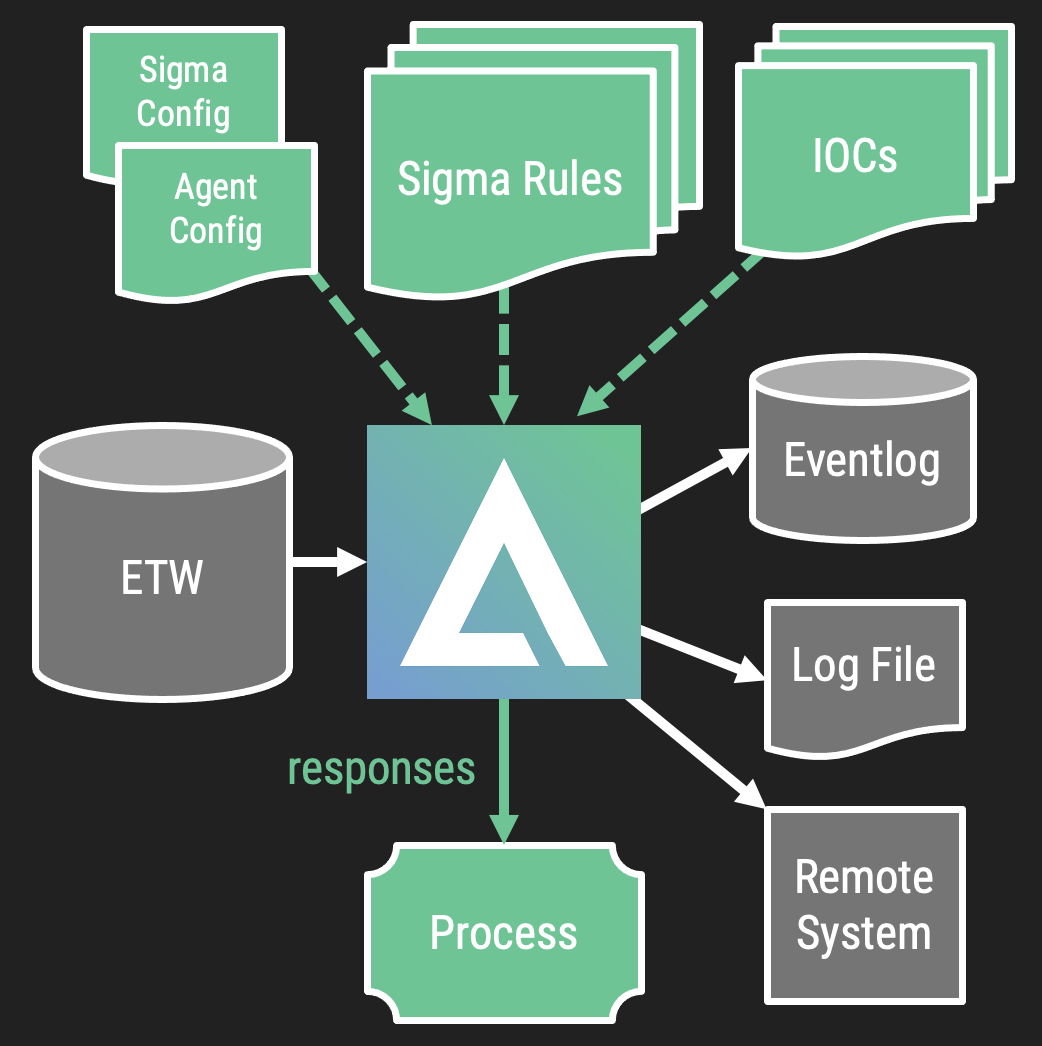 Sigma
Config
Agent
Config
Sigma Rules
IOCs
ETW
Eventlog
Log File
responses
Process
Remote
System